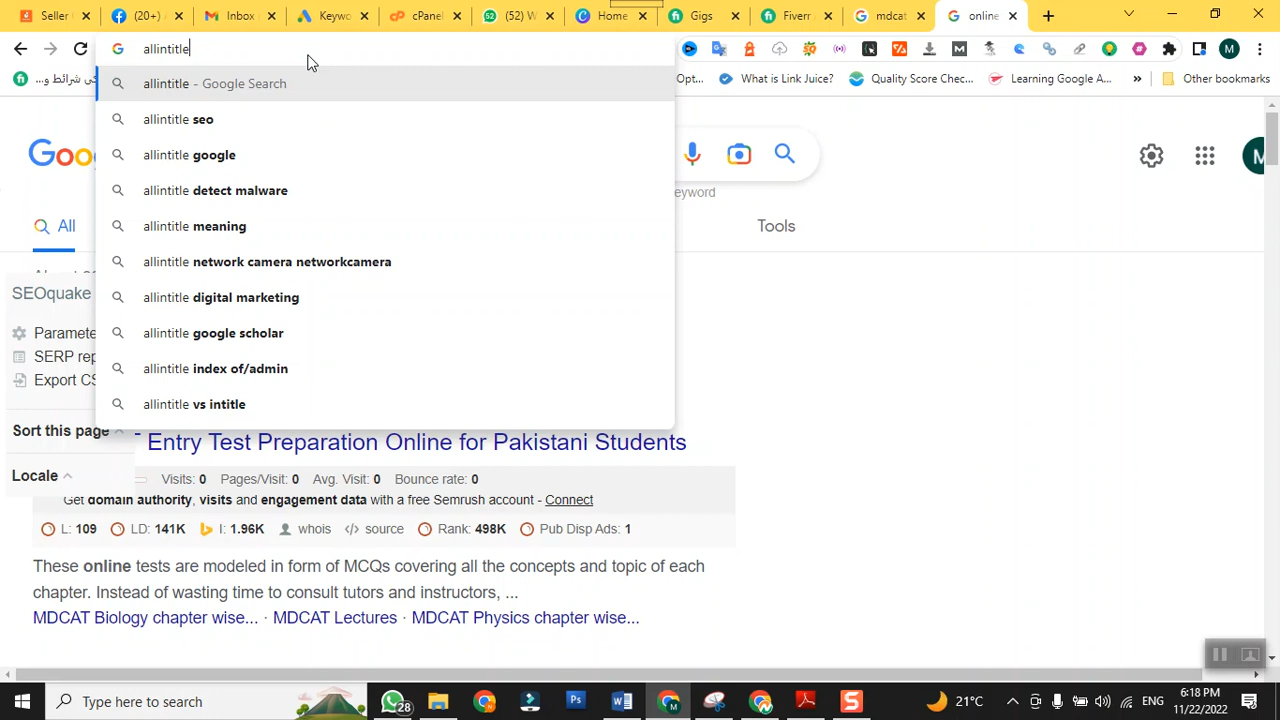 Seller
(20+)
Inbox
Keywo
cPanel
(52) W
Home
Gigs
Fiverr
mdcat
online
allintitle
What is Link Juice?
Quality Score Chec...
Learning Google A...
Other bookmarks
allintitle - Google Search
allintitle seo
allintitle google
allintitle detect malware
allintitle meaning
allintitle network camera networkcamera
allintitle digital marketing
allintitle google scholar
allintitle index of/admin
allintitle vs intitle
Goo
M
eyword
All
Tools
SEOquake
Paramete
SERP rep
Export CS
Sort this page
Locale
Entry Test Preparation Online for Pakistani Students
Visits: 0 Pages/Visit: 0 Avg. Visit: 0 Bounce rate: 0
Get domain authority, visits and engagement data with a free Semrush account - Connect
L: 109 LD: 141K I: 1.96K whois source Rank: 498K Pub Disp Ads: 1
These online tests are modeled in form of MCQs covering all the concepts and topic of each
chapter. Instead of wasting time to consult tutors and instructors, ...
MDCAT Biology chapter wise... · MDCAT Lectures · MDCAT Physics chapter wise...
Type here to search
28
21°C
ENG
6:18 PM
11/22/2022